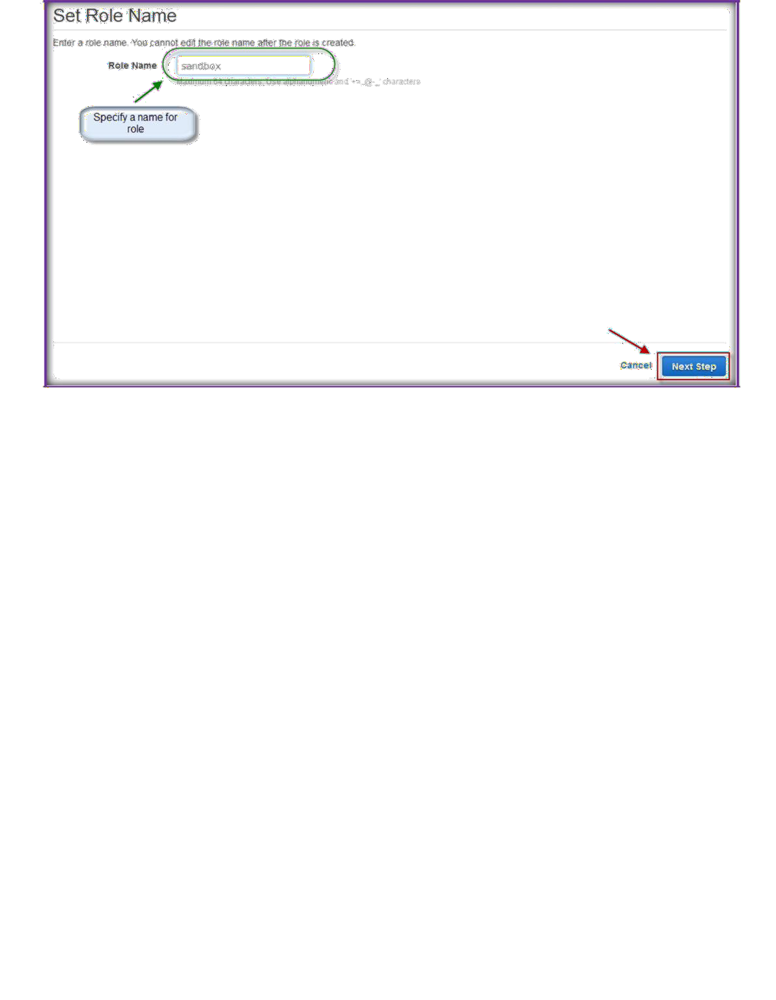 Set Role Name
Enter a role name. You cannot edit the role name after the role is created.
Role Name
sandbox
Maximum 64 characters. Use alphanumeric and '+=,.@-_' characters
Specify a name for
role
Cancel
Next Step